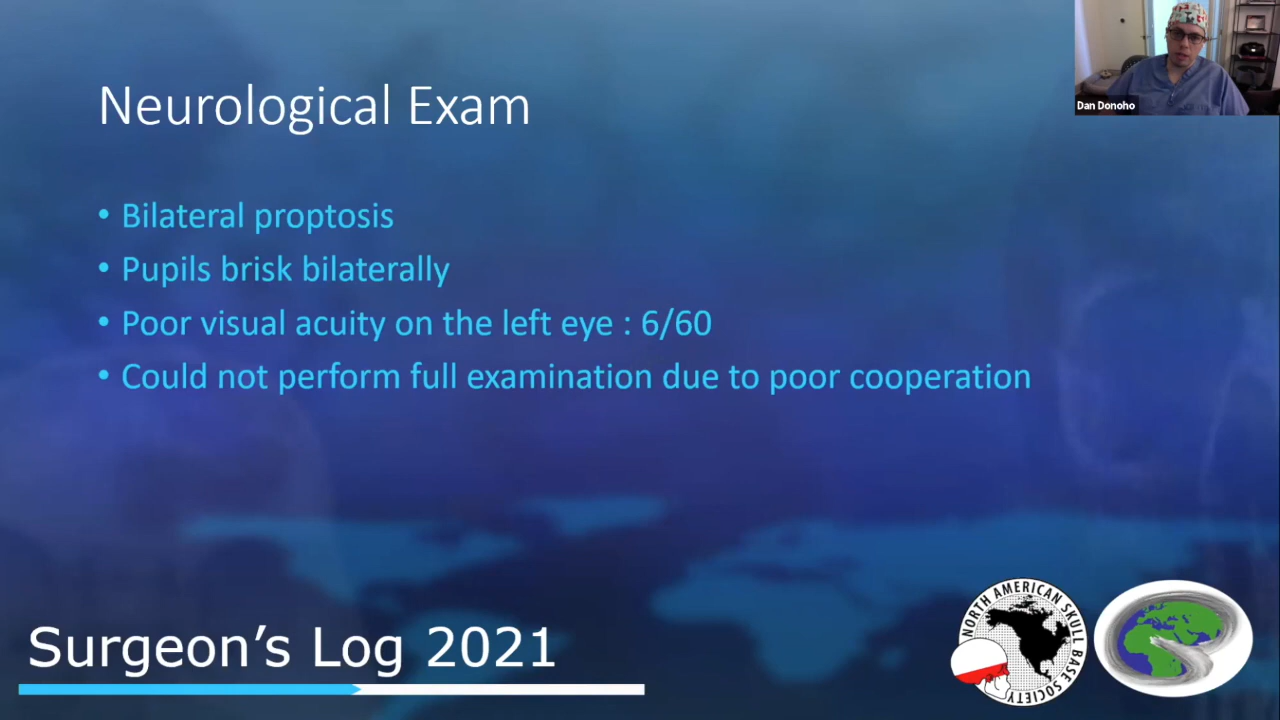 Neurological Exam
Dan Donoho
• Bilateral proptosis
• Pupils brisk bilaterally
• Poor visual acuity on the left eye : 6/60
• Could not perform full examination due to poor cooperation
Surgeon’s Log 2021
NORTH AMERICAN SKULL BASE SOCIETY